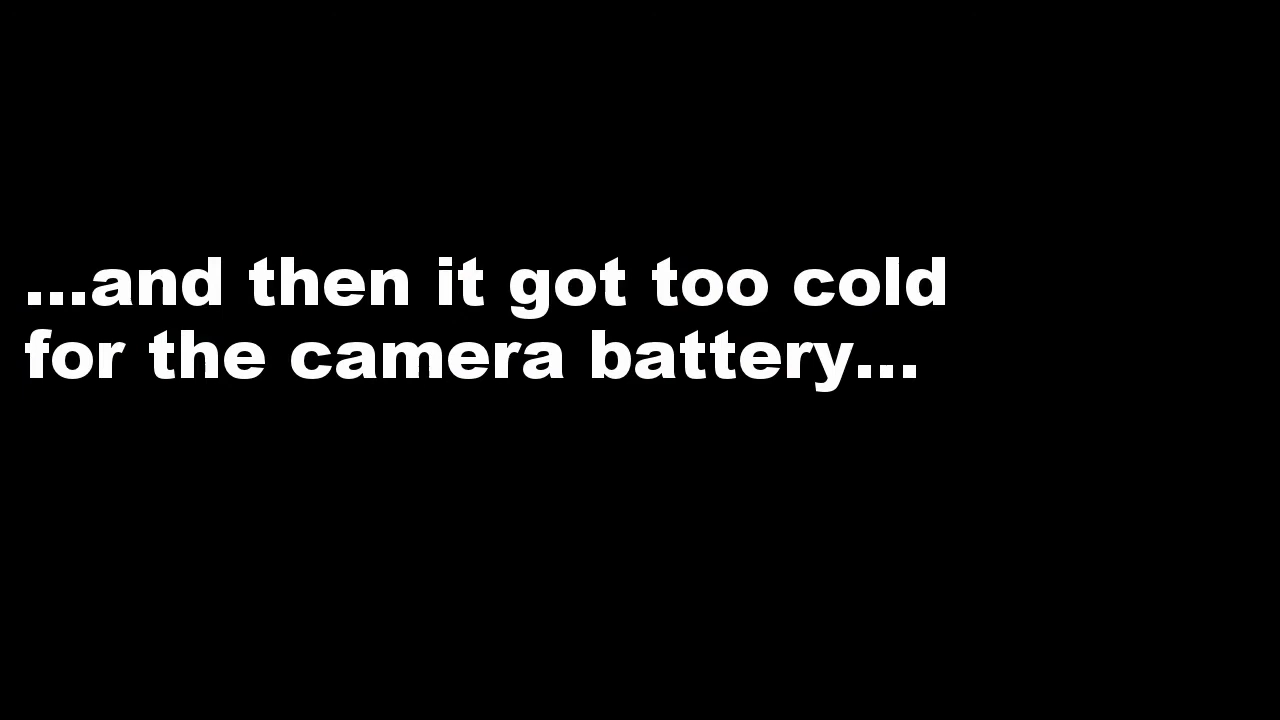 ...and then it got too cold
for the camera battery...